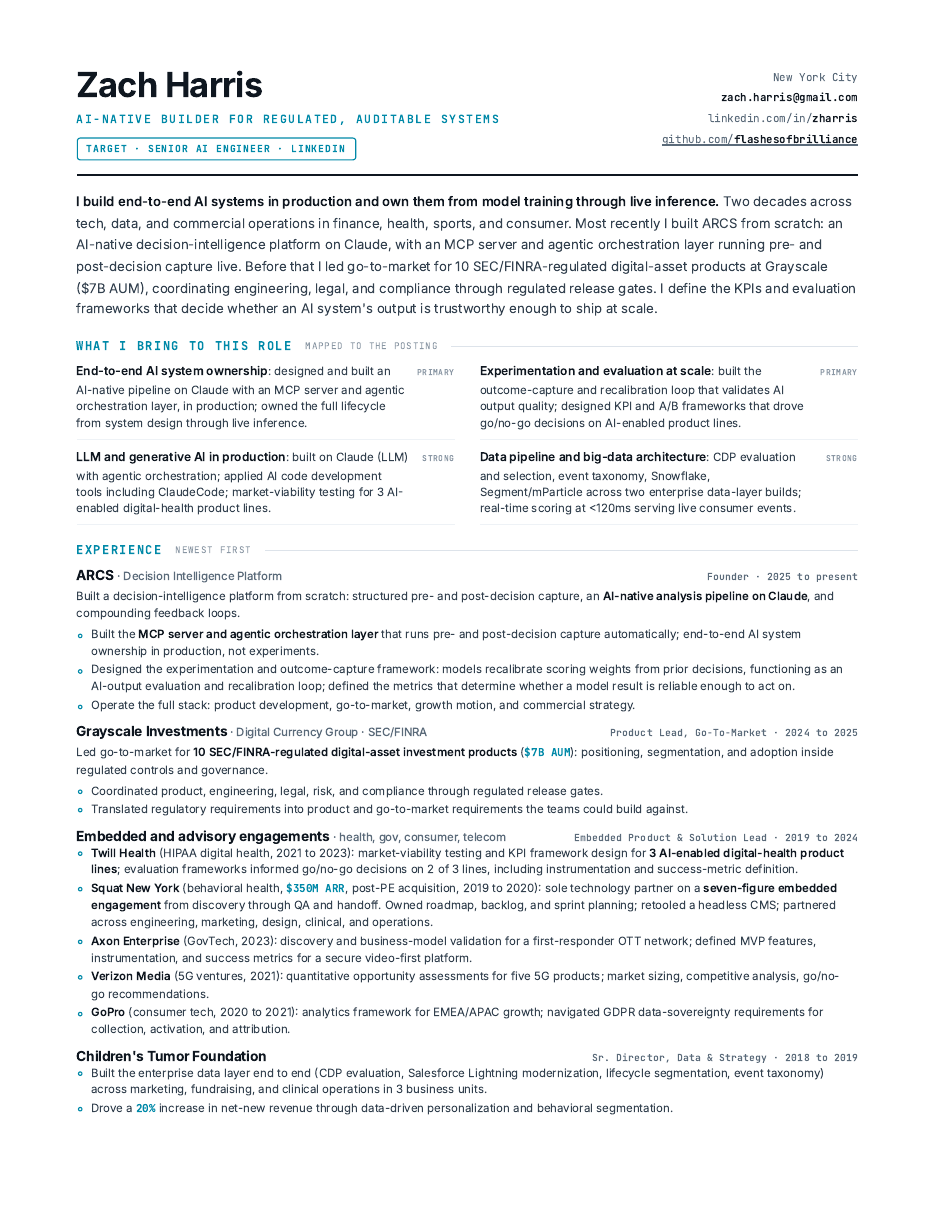 Zach Harris
AI-NATIVE BUILDER FOR REGULATED, AUDITABLE SYSTEMS
TARGET · SENIOR AI ENGINEER · LINKEDIN
New York City
zach.harris@gmail.com
linkedin.com/in/zharris
github.com/flashesofbrilliance
I build end-to-end AI systems in production and own them from model training through live inference. Two decades across
tech, data, and commercial operations in finance, health, sports, and consumer. Most recently I built ARCS from scratch: an
AI-native decision-intelligence platform on Claude, with an MCP server and agentic orchestration layer running pre- and
post-decision capture live. Before that I led go-to-market for 10 SEC/FINRA-regulated digital-asset products at Grayscale
($7B AUM), coordinating engineering, legal, and compliance through regulated release gates. I define the KPIs and evaluation
frameworks that decide whether an AI system's output is trustworthy enough to ship at scale.
WHAT I BRING TO THIS ROLE MAPPED TO THE POSTING
End-to-end AI system ownership: designed and built an PRIMARY
AI-native pipeline on Claude with an MCP server and agentic
orchestration layer, in production; owned the full lifecycle
from system design through live inference.
Experimentation and evaluation at scale: built the PRIMARY
outcome-capture and recalibration loop that validates AI
output quality; designed KPI and A/B frameworks that drove
go/no-go decisions on AI-enabled product lines.
LLM and generative AI in production: built on Claude (LLM) STRONG
with agentic orchestration; applied AI code development
tools including ClaudeCode; market-viability testing for 3 AI-
enabled digital-health product lines.
Data pipeline and big-data architecture: CDP evaluation STRONG
and selection, event taxonomy, Snowflake,
Segment/mParticle across two enterprise data-layer builds;
real-time scoring at <120ms serving live consumer events.
EXPERIENCE NEWEST FIRST
ARCS · Decision Intelligence Platform Founder · 2025 to present
Built a decision-intelligence platform from scratch: structured pre- and post-decision capture, an AI-native analysis pipeline on Claude, and
compounding feedback loops.
Built the MCP server and agentic orchestration layer that runs pre- and post-decision capture automatically; end-to-end AI system
ownership in production, not experiments.
Designed the experimentation and outcome-capture framework: models recalibrate scoring weights from prior decisions, functioning as an
AI-output evaluation and recalibration loop; defined the metrics that determine whether a model result is reliable enough to act on.
Operate the full stack: product development, go-to-market, growth motion, and commercial strategy.
Grayscale Investments · Digital Currency Group · SEC/FINRA Product Lead, Go-To-Market · 2024 to 2025
Led go-to-market for 10 SEC/FINRA-regulated digital-asset investment products ($7B AUM): positioning, segmentation, and adoption inside
regulated controls and governance.
Coordinated product, engineering, legal, risk, and compliance through regulated release gates.
Translated regulatory requirements into product and go-to-market requirements the teams could build against.
Embedded and advisory engagements · health, gov, consumer, telecom Embedded Product & Solution Lead · 2019 to 2024
Twill Health (HIPAA digital health, 2021 to 2023): market-viability testing and KPI framework design for 3 AI-enabled digital-health product
lines; evaluation frameworks informed go/no-go decisions on 2 of 3 lines, including instrumentation and success-metric definition.
Squat New York (behavioral health, $350M ARR, post-PE acquisition, 2019 to 2020): sole technology partner on a seven-figure embedded
engagement from discovery through QA and handoff. Owned roadmap, backlog, and sprint planning; retooled a headless CMS; partnered
across engineering, marketing, design, clinical, and operations.
Axon Enterprise (GovTech, 2023): discovery and business-model validation for a first-responder OTT network; defined MVP features,
instrumentation, and success metrics for a secure video-first platform.
Verizon Media (5G ventures, 2021): quantitative opportunity assessments for five 5G products; market sizing, competitive analysis, go/no-
go recommendations.
GoPro (consumer tech, 2020 to 2021): analytics framework for EMEA/APAC growth; navigated GDPR data-sovereignty requirements for
collection, activation, and attribution.
Children's Tumor Foundation Sr. Director, Data & Strategy · 2018 to 2019
Built the enterprise data layer end to end (CDP evaluation, Salesforce Lightning modernization, lifecycle segmentation, event taxonomy)
across marketing, fundraising, and clinical operations in 3 business units.
Drove a 20% increase in net-new revenue through data-driven personalization and behavioral segmentation.